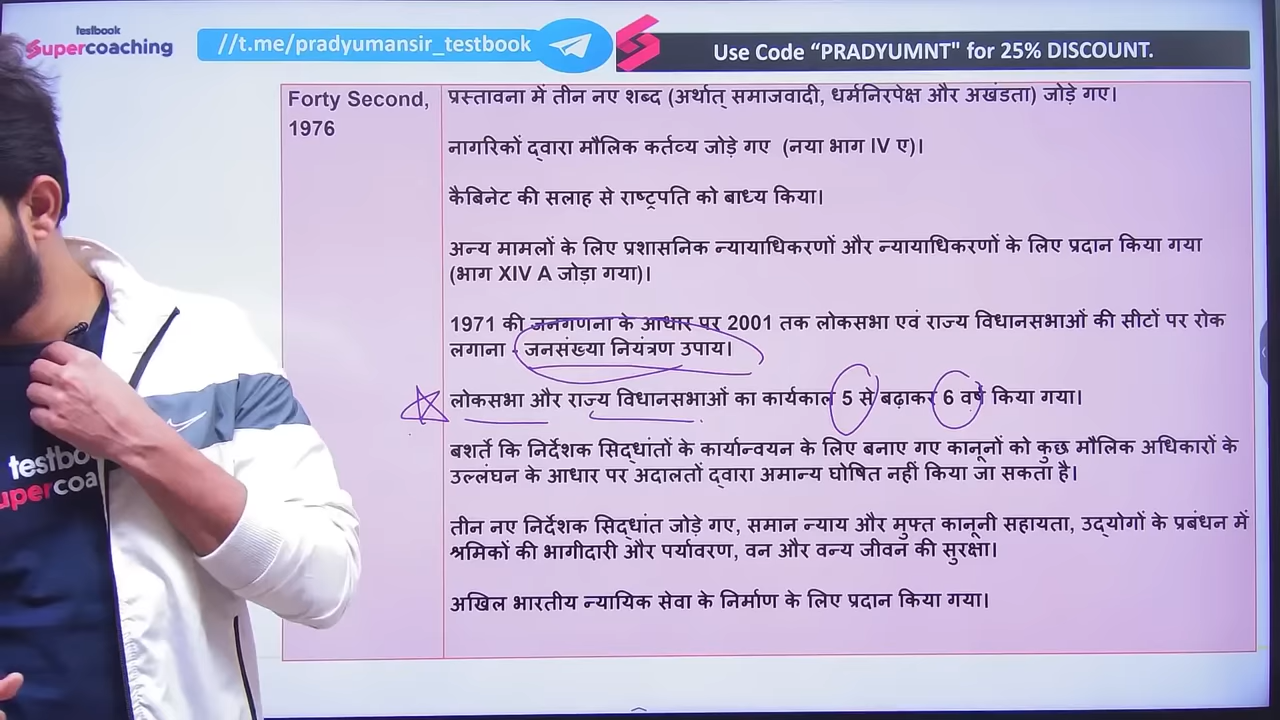 testbook
Supercoaching
//t.me/pradyumansir_testbook
Use Code “PRADYUMNT" for 25% DISCOUNT.
Forty Second,
1976
प्रस्तावना में तीन नए शब्द (अर्थात् समाजवादी, धर्मनिरपेक्ष और अखंडता) जोड़े गए।
नागरिकों द्वारा मौलिक कर्तव्य जोड़े गए (नया भाग IV ए)।
कैबिनेट की सलाह से राष्ट्रपति को बाध्य किया।
अन्य मामलों के लिए प्रशासनिक न्यायाधिकरणों और न्यायाधिकरणों के लिए प्रदान किया गया
(भाग XIV A जोड़ा गया)।
1971 की जनगणना के आधार पर 2001 तक लोकसभा एवं राज्य विधानसभाओं की सीटों पर रोक
लगाना - जनसंख्या नियंत्रण उपाय।
लोकसभा और राज्य विधानसभाओं का कार्यकाल 5 से बढ़ाकर 6 वर्ष किया गया।
बशर्ते कि निर्देशक सिद्धांतों के कार्यान्वयन के लिए बनाए गए कानूनों को कुछ मौलिक अधिकारों के
उल्लंघन के आधार पर अदालतों द्वारा अमान्य घोषित नहीं किया जा सकता है।
तीन नए निर्देशक सिद्धांत जोड़े गए, समान न्याय और मुफ्त कानूनी सहायता, उद्योगों के प्रबंधन में
श्रमिकों की भागीदारी और पर्यावरण, वन और वन्य जीवन की सुरक्षा।
अखिल भारतीय न्यायिक सेवा के निर्माण के लिए प्रदान किया गया।
testbo
upercoa